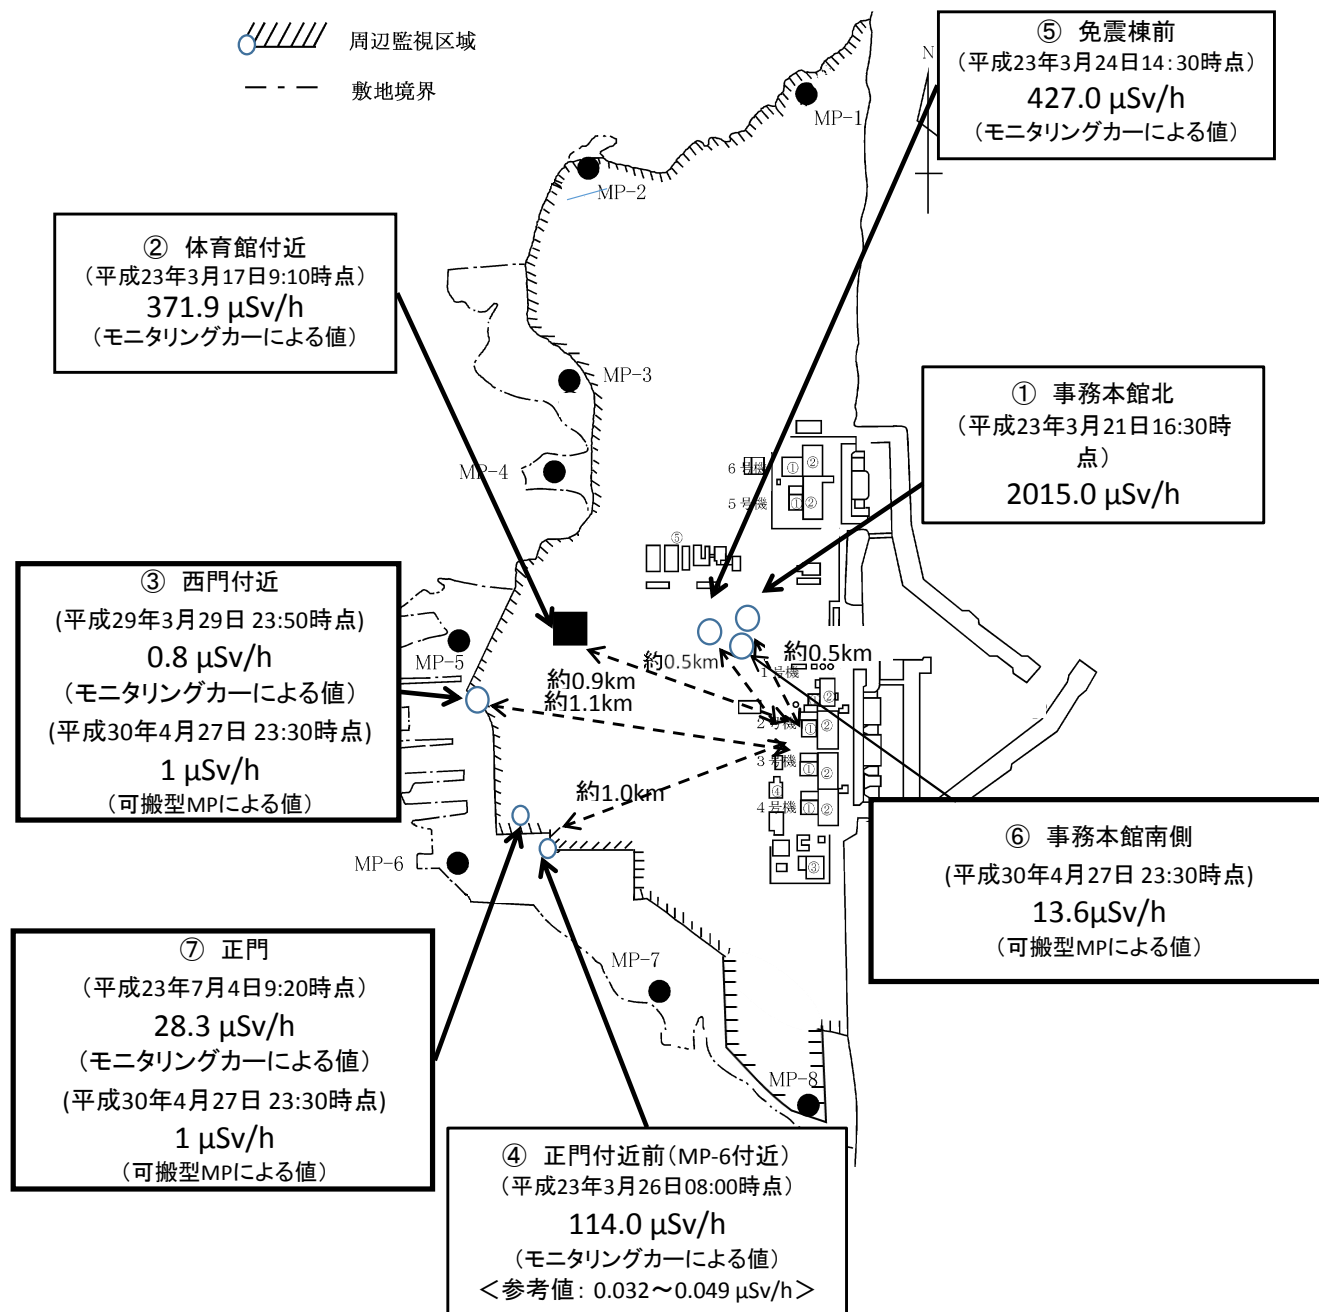 周辺監視区域
敷地境界
⑤ 免震棟前
（平成23年3月24日14：30時点）
427.0 μSv/h
（モニタリングカーによる値）
N
MP-1
MP-2
② 体育館付近
（平成23年3月17日9:10時点）
371.9 μSv/h
（モニタリングカーによる値）
MP-3
① 事務本館北
（平成23年3月21日16:30時
点）
2015.0 μSv/h
MP-4
６号機
① ②
５号機
① ②
⑤
③ 西門付近
(平成29年3月29日 23:50時点)
0.8 μSv/h
（モニタリングカーによる値）
(平成30年4月27日 23:30時点)
1 μSv/h
（可搬型MPによる値）
MP-5
約0.5km
約0.5km
約0.9km
約1.1km
１号機
②
２号機
① ②
３号機
① ②
④
４号機
① ②
③
約1.0km
MP-6
⑥ 事務本館南側
(平成30年4月27日 23:30時点)
13.6μSv/h
（可搬型MPによる値）
⑦ 正門
（平成23年7月4日9:20時点）
28.3 μSv/h
（モニタリングカーによる値）
(平成30年4月27日 23:30時点)
1 μSv/h
（可搬型MPによる値）
MP-7
MP-8
④ 正門付近前（MP-6付近）
（平成23年3月26日08:00時点）
114.0 μSv/h
（モニタリングカーによる値）
＜参考値： 0.032～0.049 μSv/h＞